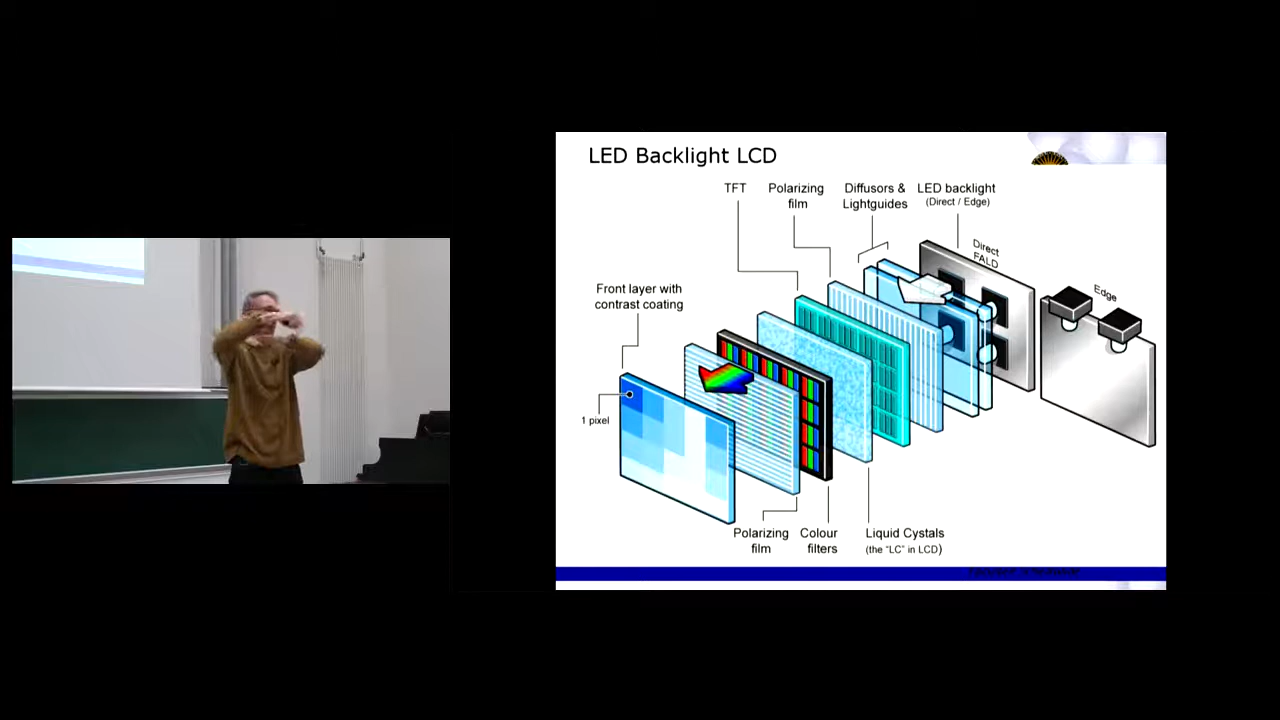 LED Backlight LCD
TFT
Polarizing
film
Diffusors &
Lightguides
LED backlight
(Direct / Edge)
Direct
FALD
Edge
Front layer with
contrast coating
1 pixel
Polarizing
film
Colour
filters
Liquid Cystals
(the “LC” in LCD)